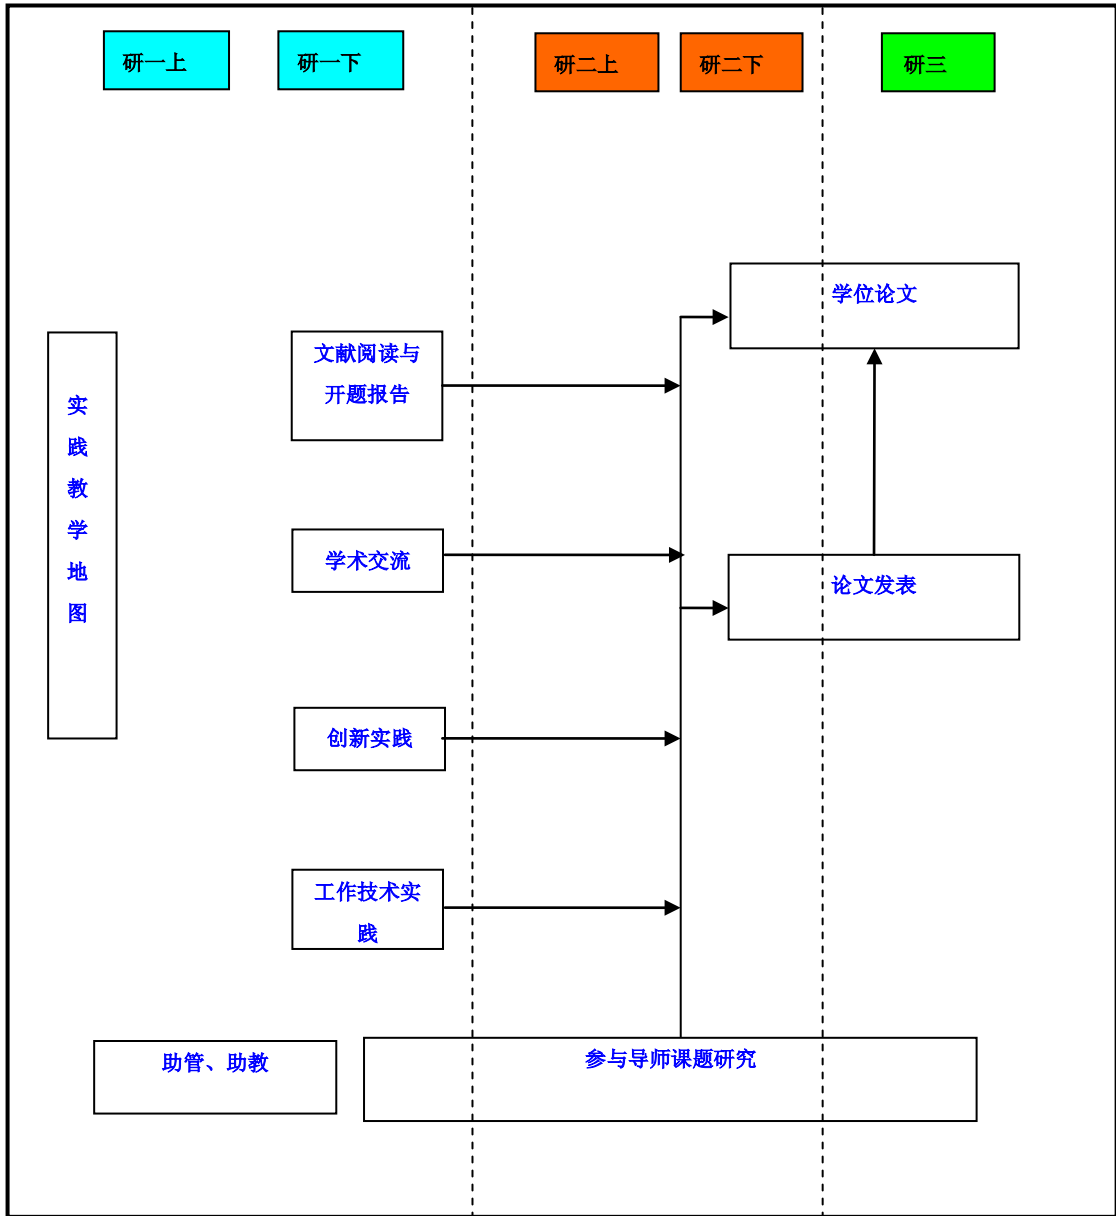 研一上
研一下
研二上
研二下
研三
学位论文
文献阅读与
开题报告
实
践
教
学
地
图
学术交流
论文发表
创新实践
工作技术实
践
助管、助教
参与导师课题研究